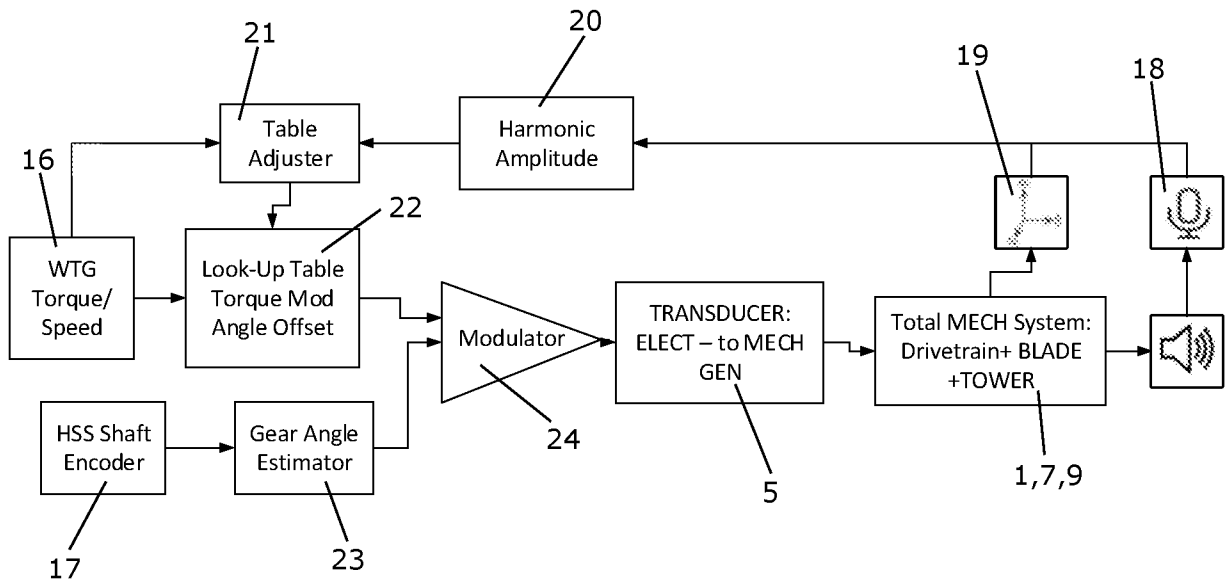 21
20
19
18
Table
Adjuster
Harmonic
Amplitude
16
22
WTG
Torque/
Speed
Look-Up Table
Torque Mod
Angle Offset
Modulator
TRANSDUCER:
ELECT – to MECH
GEN
Total MECH System:
Drivetrain+ BLADE
+TOWER
HSS Shaft
Encoder
Gear Angle
Estimator
24
5
1,7,9
17
23